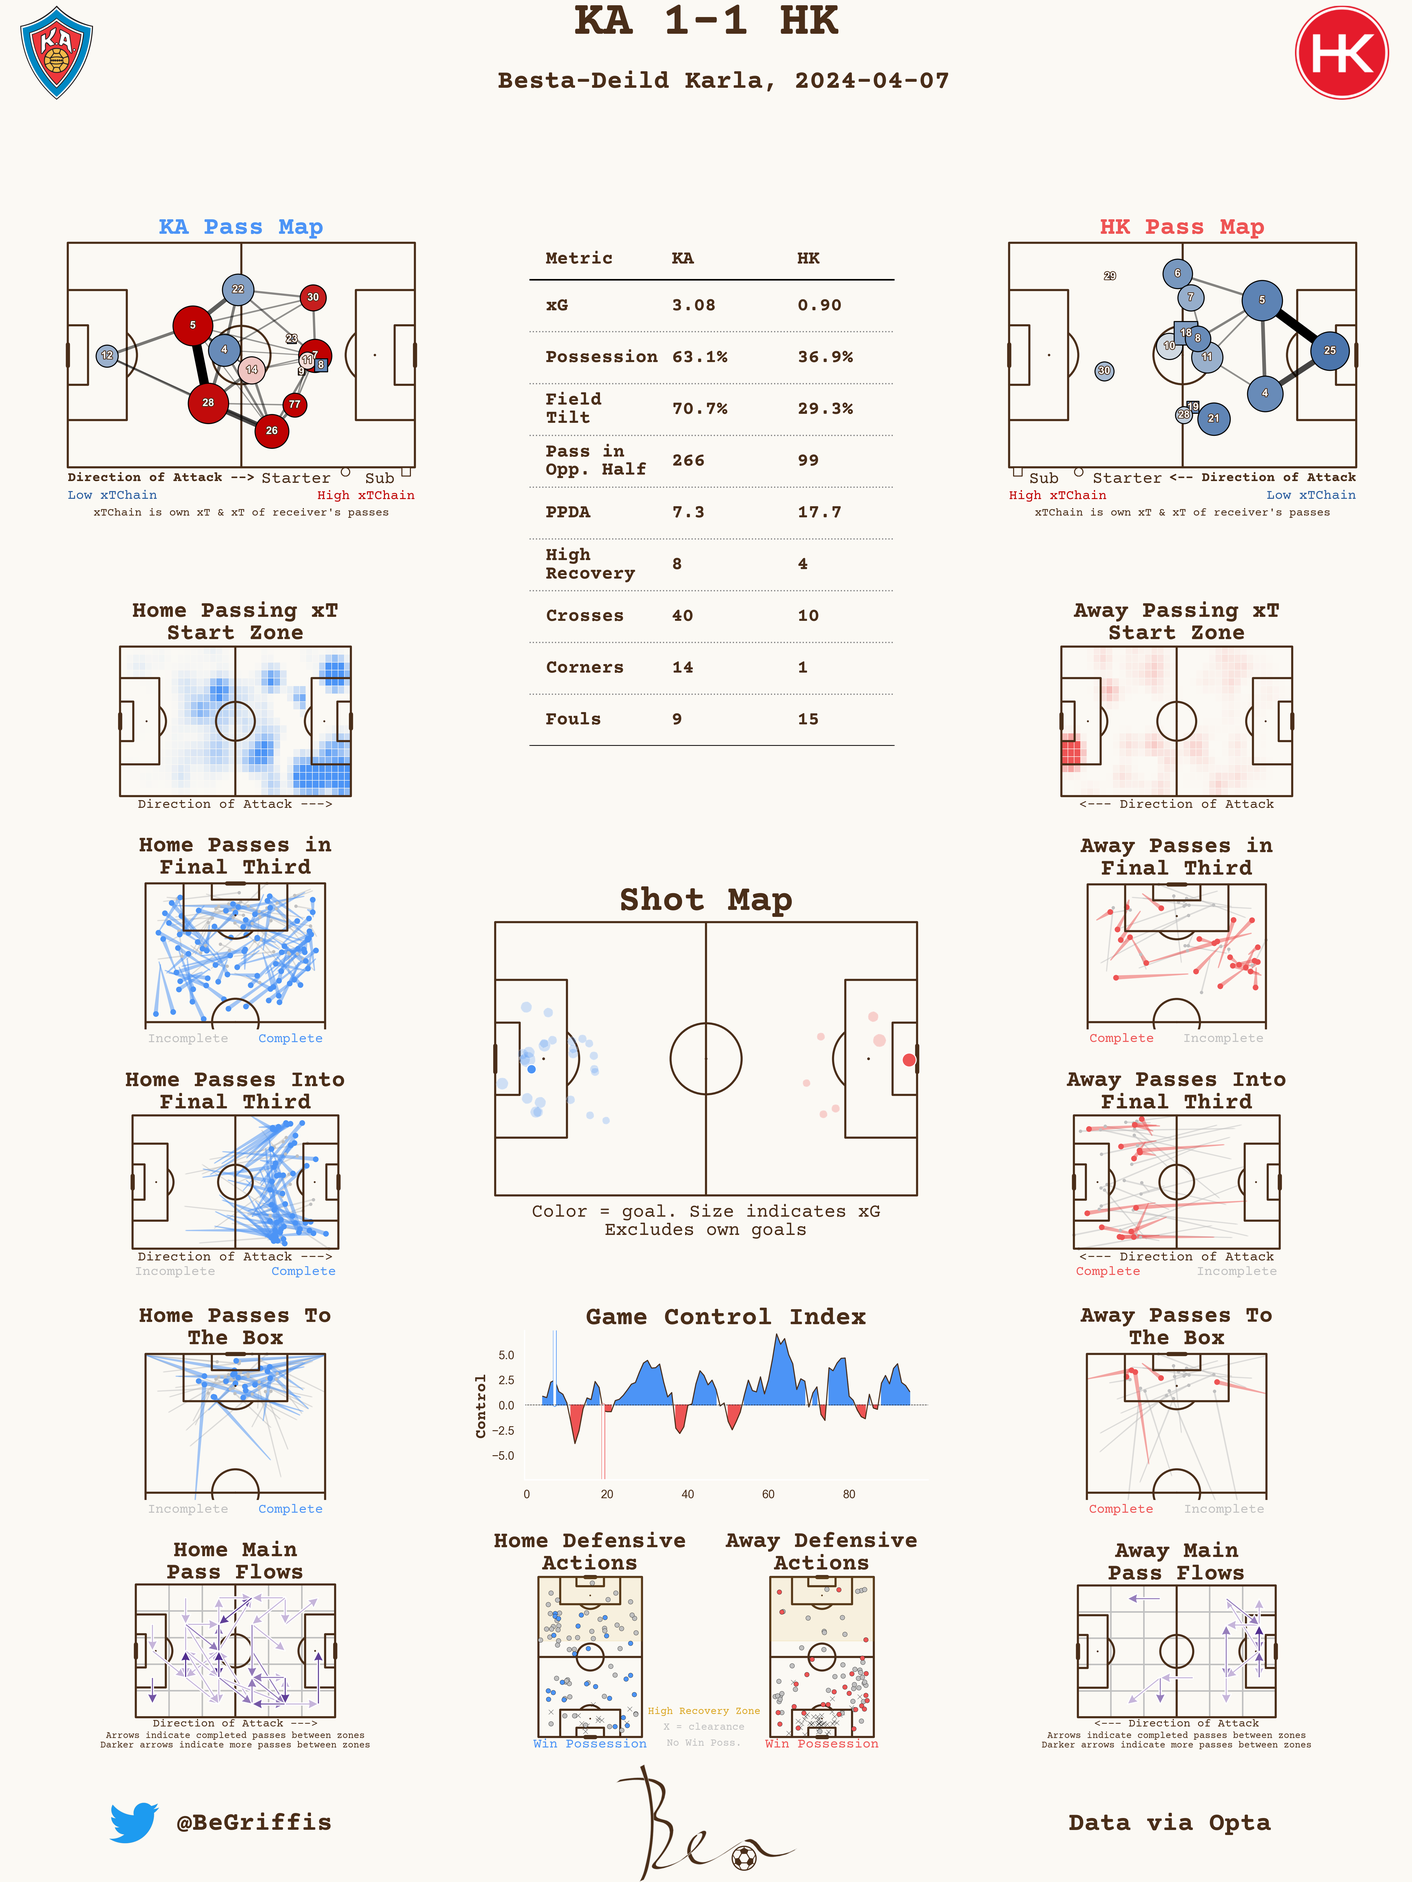 KA 1-1 HK
Besta-Deild Karla, 2024-04-07
KA
HK
KA Pass Map
22
30
5
23
4
12
7
11
8
9
14
28
77
26
Direction of Attack --> Starter Sub
Low xTChain High xTChain
xTChain is own xT & xT of receiver's passes
Metric KA HK
xG 3.08 0.90
Possession 63.1% 36.9%
Field
Tilt 70.7% 29.3%
Pass in
Opp. Half 266 99
PPDA 7.3 17.7
High
Recovery 8 4
Crosses 40 10
Corners 14 1
Fouls 9 15
HK Pass Map
29
6
7
5
18
8
10
11
25
30
4
19
28
21
Sub Starter <-- Direction of Attack
High xTChain Low xTChain
xTChain is own xT & xT of receiver's passes
Home Passing xT
Start Zone
Direction of Attack --->
Away Passing xT
Start Zone
<--- Direction of Attack
Home Passes in
Final Third
Incomplete Complete
Away Passes in
Final Third
Complete Incomplete
Shot Map
Color = goal. Size indicates xG
Excludes own goals
Home Passes Into
Final Third
Direction of Attack --->
Incomplete Complete
Away Passes Into
Final Third
<--- Direction of Attack
Complete Incomplete
Home Passes To
The Box
Incomplete Complete
Game Control Index
Control
5.0
2.5
0.0
−2.5
−5.0
0 20 40 60 80
Away Passes To
The Box
Complete Incomplete
Home Main
Pass Flows
Direction of Attack --->
Arrows indicate completed passes between zones
Darker arrows indicate more passes between zones
Home Defensive
Actions
Win Possession
Away Defensive
Actions
Win Possession
High Recovery Zone
X = clearance
No Win Poss.
Away Main
Pass Flows
<--- Direction of Attack
Arrows indicate completed passes between zones
Darker arrows indicate more passes between zones
@BeGriffis
Ben
Data via Opta